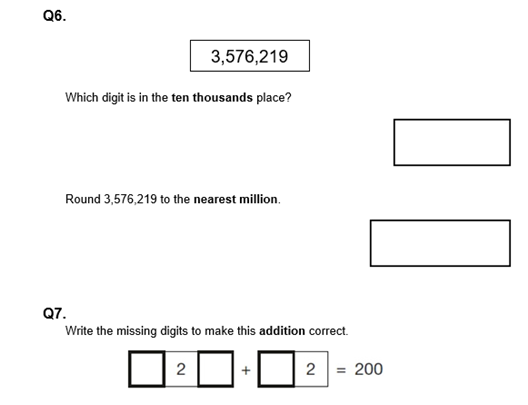 Q6.
3,576,219
Which digit is in the ten thousands place?
Round 3,576,219 to the nearest million.
Q7.
Write the missing digits to make this addition correct.
2 + 2 = 200